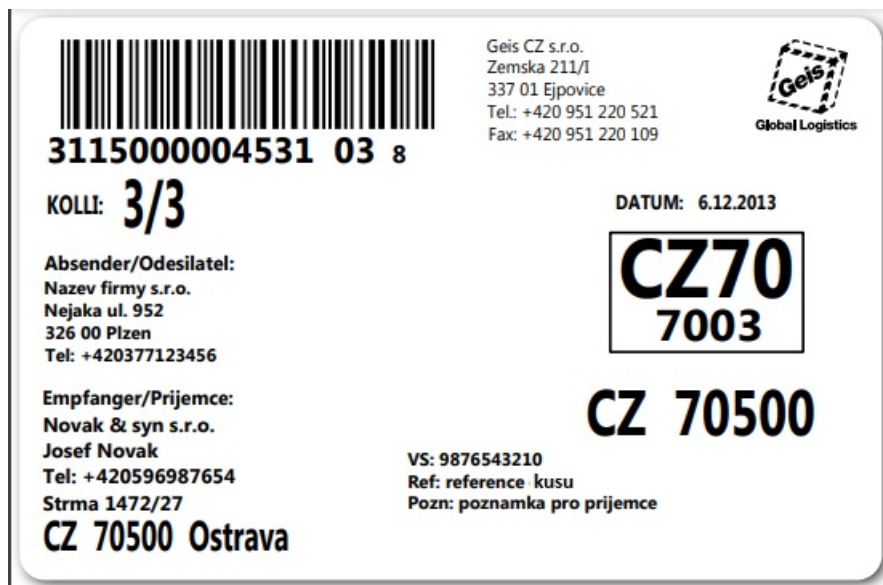 Geis CZ s.r.o.
Zemska 211/I
337 01 Ejpovice
Tel.: +420 951 220 521
Fax: +420 951 220 109
Geis
Global Logistics
3115000004531 03 8
KOLLI: 3/3
DATUM: 6.12.2013
CZ70
7003
Absender/Odesilatel:
Nazev firmy s.r.o.
Nejaka ul. 952
326 00 Plzen
Tel: +420377123456
CZ 70500
Empfanger/Prijemce:
Novak & syn s.r.o.
Josef Novak
Tel: +420596987654
Strma 1472/27
CZ 70500 Ostrava
VS: 9876543210
Ref: reference kusu
Pozn: poznamka pro prijemce